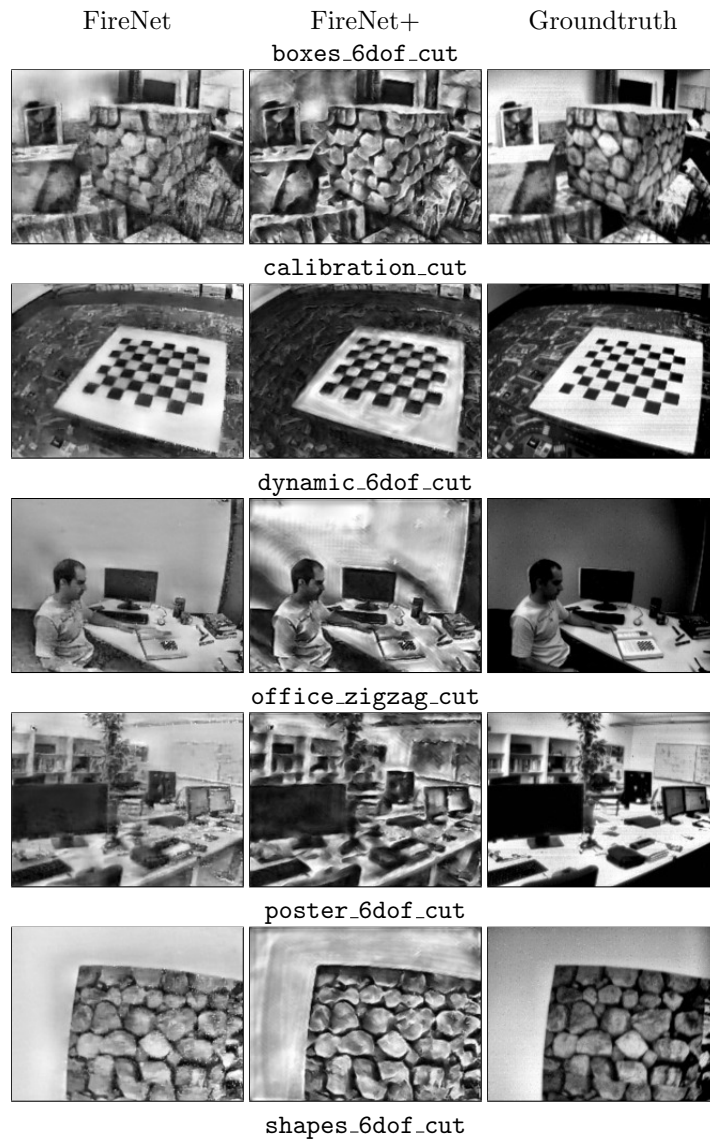 FireNet FireNet+ Groundtruth
boxes_6dof_cut
calibration_cut
dynamic_6dof_cut
office_zigzag_cut
poster_6dof_cut
shapes_6dof_cut